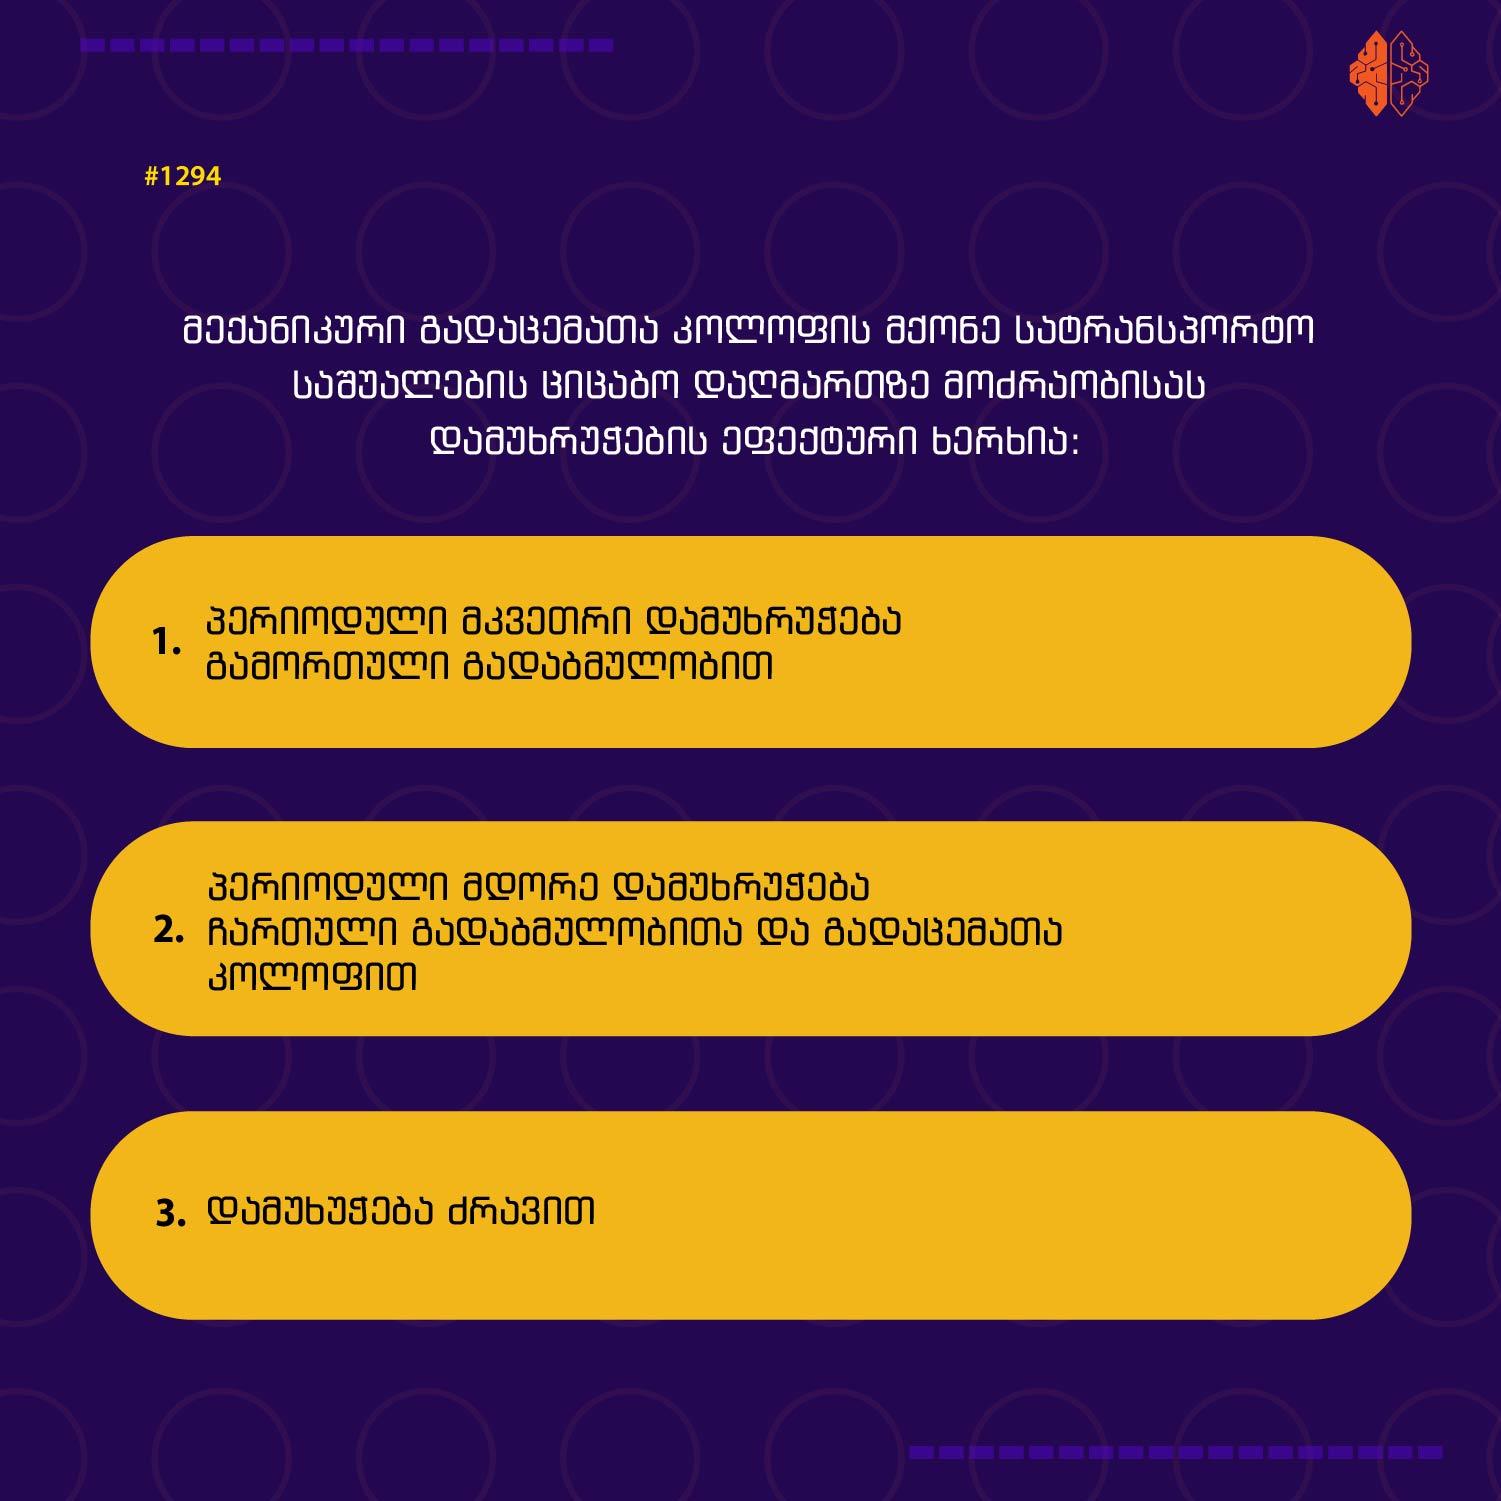 #1294
მექანიკური გადაცემათა კოლოფის მქონე სატრანსპორტო
საშუალების ციცაბო დაღმართზე მოძრაობისას
დამუხრუჭების ეფექტური ხერხია:
1. პერიოდული მკვეთრი დამუხრუჭება
გამორთული გადაბმულობით
პერიოდული მდორე დამუხრუჭება
2. ჩართული გადაბმულობითა და გადაცემათა
კოლოფით
3. დამუხუჭება ძრავით